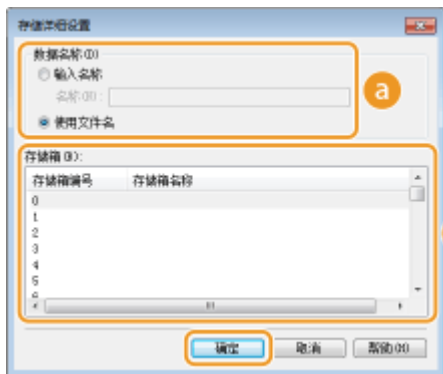 存储详细设置
数据名称(D)
输入名称
名称(N):
a
使用文件名
存储箱(B):
存储箱编号 存储箱名称
0
1
2
3
4
5
确定 取消 帮助(H)